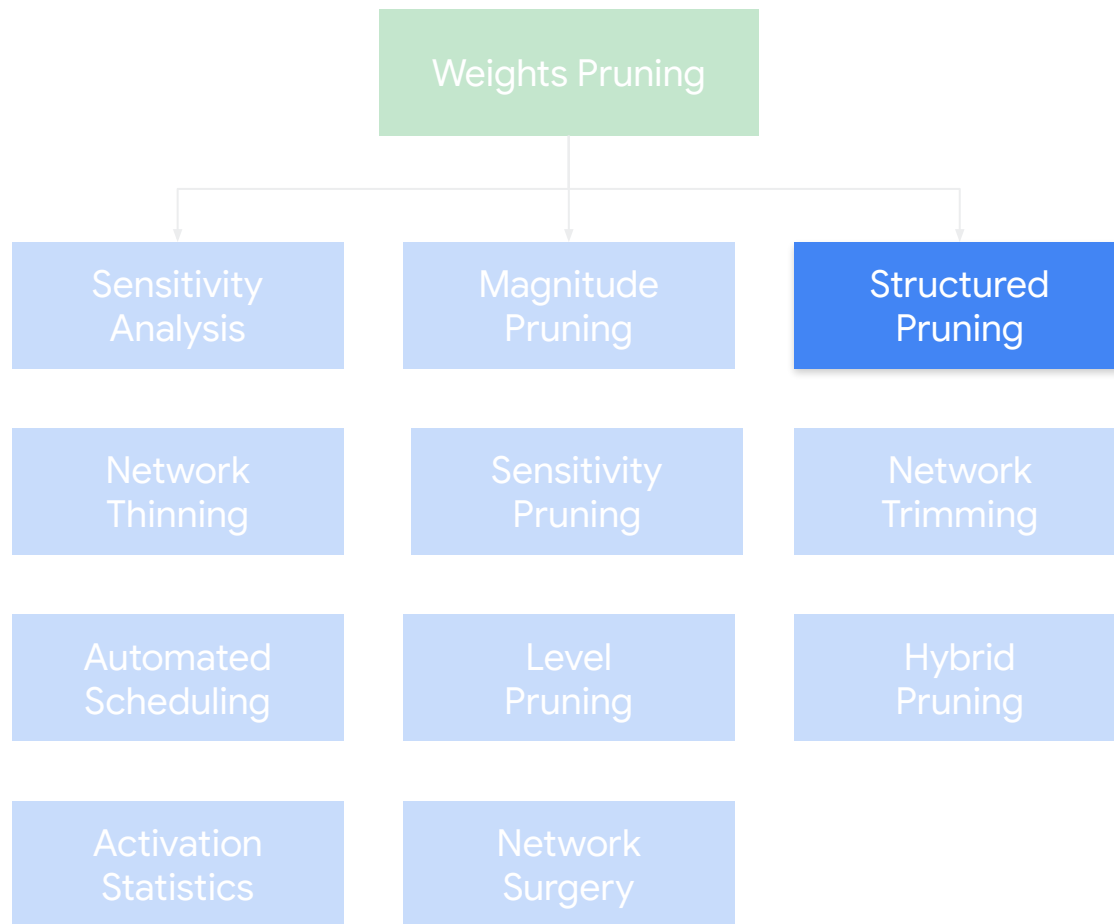 Weights Pruning
Sensitivity
Analysis
Magnitude
Pruning
Structured
Pruning
Network
Thinning
Sensitivity
Pruning
Network
Trimming
Automated
Scheduling
Level
Pruning
Hybrid
Pruning
Activation
Statistics
Network
Surgery